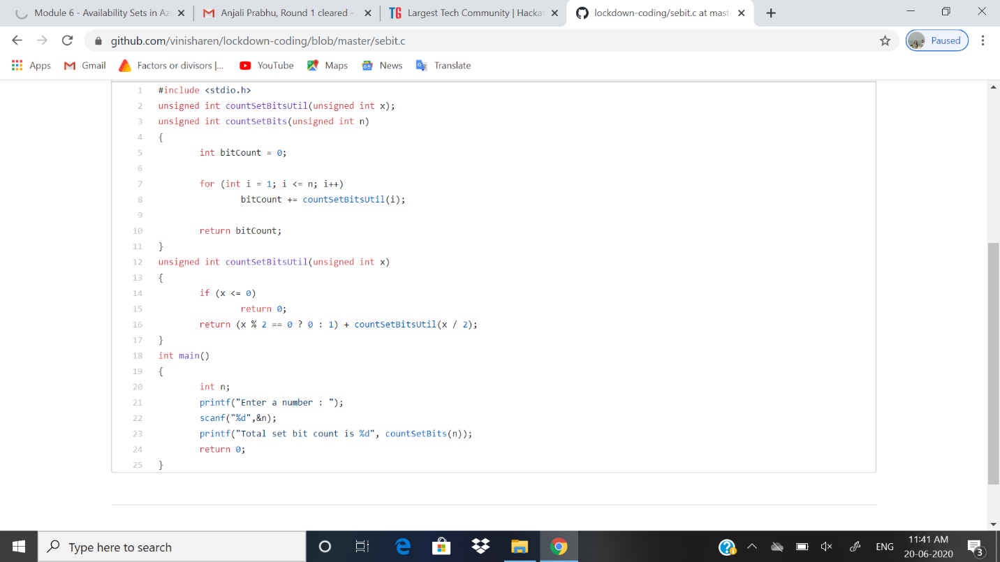 Module 6 - Availability Sets in Az
Anjali Prabhu, Round 1 cleared -
TG Largest Tech Community | Hacka
lockdown-coding/sebit.c at mast
github.com/vinisharen/lockdown-coding/blob/master/sebit.c
Paused
Apps
Gmail
Factors or divisors |...
YouTube
Maps
News
Translate
1 #include <stdio.h>
2 unsigned int countSetBitsUtil(unsigned int x);
3 unsigned int countSetBits(unsigned int n)
4 {
5 int bitCount = 0;
6
7 for (int i = 1; i <= n; i++)
8 bitCount += countSetBitsUtil(i);
9
10 return bitCount;
11 }
12 unsigned int countSetBitsUtil(unsigned int x)
13 {
14 if (x <= 0)
15 return 0;
16 return (x % 2 == 0 ? 0 : 1) + countSetBitsUtil(x / 2);
17 }
18 int main()
19 {
20 int n;
21 printf("Enter a number : ");
22 scanf("%d",&n);
23 printf("Total set bit count is %d", countSetBits(n));
24 return 0;
25 }
Type here to search
ENG
11:41 AM
20-06-2020
3